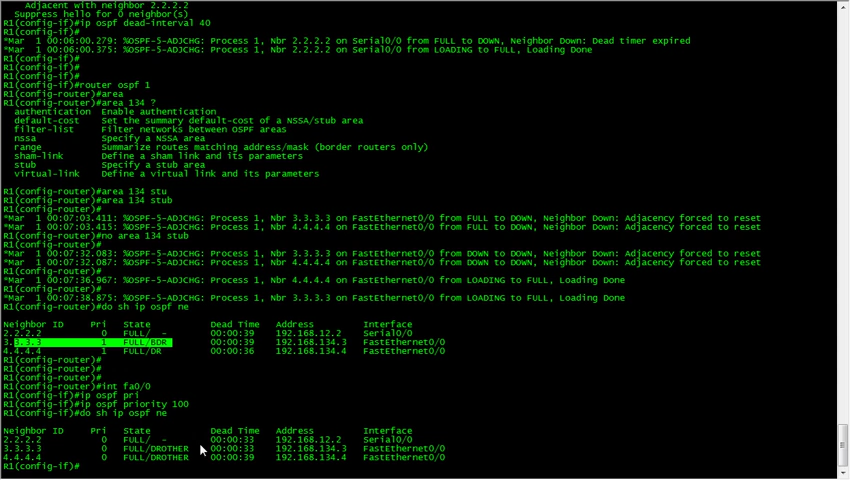 Adjacent with neighbor 2.2.2.2
Suppress hello for 0 neighbor(s)
R1(config-if)#ip ospf dead-interval 40
R1(config-if)#
*Mar  1 00:06:00.279: %OSPF-5-ADJCHG: Process 1, Nbr 2.2.2.2 on Serial0/0 from FULL to DOWN, Neighbor Down: Dead timer expired
*Mar  1 00:06:00.375: %OSPF-5-ADJCHG: Process 1, Nbr 2.2.2.2 on Serial0/0 from LOADING to FULL, Loading Done
R1(config-if)#
R1(config-if)#
R1(config-if)#
R1(config-if)#router ospf 1
R1(config-router)#area
R1(config-router)#area 134 ?
  authentication  Enable authentication
  default-cost    Set the summary default-cost of a NSSA/stub area
  filter-list     Filter networks between OSPF areas
  nssa            Specify a NSSA area
  range           Summarize routes matching address/mask (border routers only)
  sham-link       Define a sham link and its parameters
  stub            Specify a stub area
  virtual-link    Define a virtual link and its parameters
R1(config-router)#area 134 stu
R1(config-router)#area 134 stub
R1(config-router)#
*Mar  1 00:07:03.411: %OSPF-5-ADJCHG: Process 1, Nbr 3.3.3.3 on FastEthernet0/0 from FULL to DOWN, Neighbor Down: Adjacency forced to reset
*Mar  1 00:07:03.415: %OSPF-5-ADJCHG: Process 1, Nbr 4.4.4.4 on FastEthernet0/0 from FULL to DOWN, Neighbor Down: Adjacency forced to reset
R1(config-router)#no area 134 stub
R1(config-router)#
*Mar  1 00:07:32.083: %OSPF-5-ADJCHG: Process 1, Nbr 3.3.3.3 on FastEthernet0/0 from DOWN to DOWN, Neighbor Down: Adjacency forced to reset
*Mar  1 00:07:32.087: %OSPF-5-ADJCHG: Process 1, Nbr 4.4.4.4 on FastEthernet0/0 from DOWN to DOWN, Neighbor Down: Adjacency forced to reset
R1(config-router)#
*Mar  1 00:07:36.967: %OSPF-5-ADJCHG: Process 1, Nbr 4.4.4.4 on FastEthernet0/0 from LOADING to FULL, Loading Done
R1(config-router)#
*Mar  1 00:07:38.875: %OSPF-5-ADJCHG: Process 1, Nbr 3.3.3.3 on FastEthernet0/0 from LOADING to FULL, Loading Done
R1(config-router)#do sh ip ospf ne
Neighbor ID     Pri   State           Dead Time   Address         Interface
2.2.2.2           0   FULL/  -        00:00:39    192.168.12.2    Serial0/0
3.3.3.3           1   FULL/BDR        00:00:39    192.168.134.3   FastEthernet0/0
4.4.4.4           1   FULL/DR         00:00:36    192.168.134.4   FastEthernet0/0
R1(config-router)#
R1(config-router)#
R1(config-router)#
R1(config-router)#int fa0/0
R1(config-if)#ip ospf pri
R1(config-if)#ip ospf priority 100
R1(config-if)#do sh ip ospf ne
Neighbor ID     Pri   State           Dead Time   Address         Interface
2.2.2.2           0   FULL/  -        00:00:33    192.168.12.2    Serial0/0
3.3.3.3           0   FULL/DROTHER    00:00:33    192.168.134.3   FastEthernet0/0
4.4.4.4           0   FULL/DROTHER    00:00:39    192.168.134.4   FastEthernet0/0
R1(config-if)#